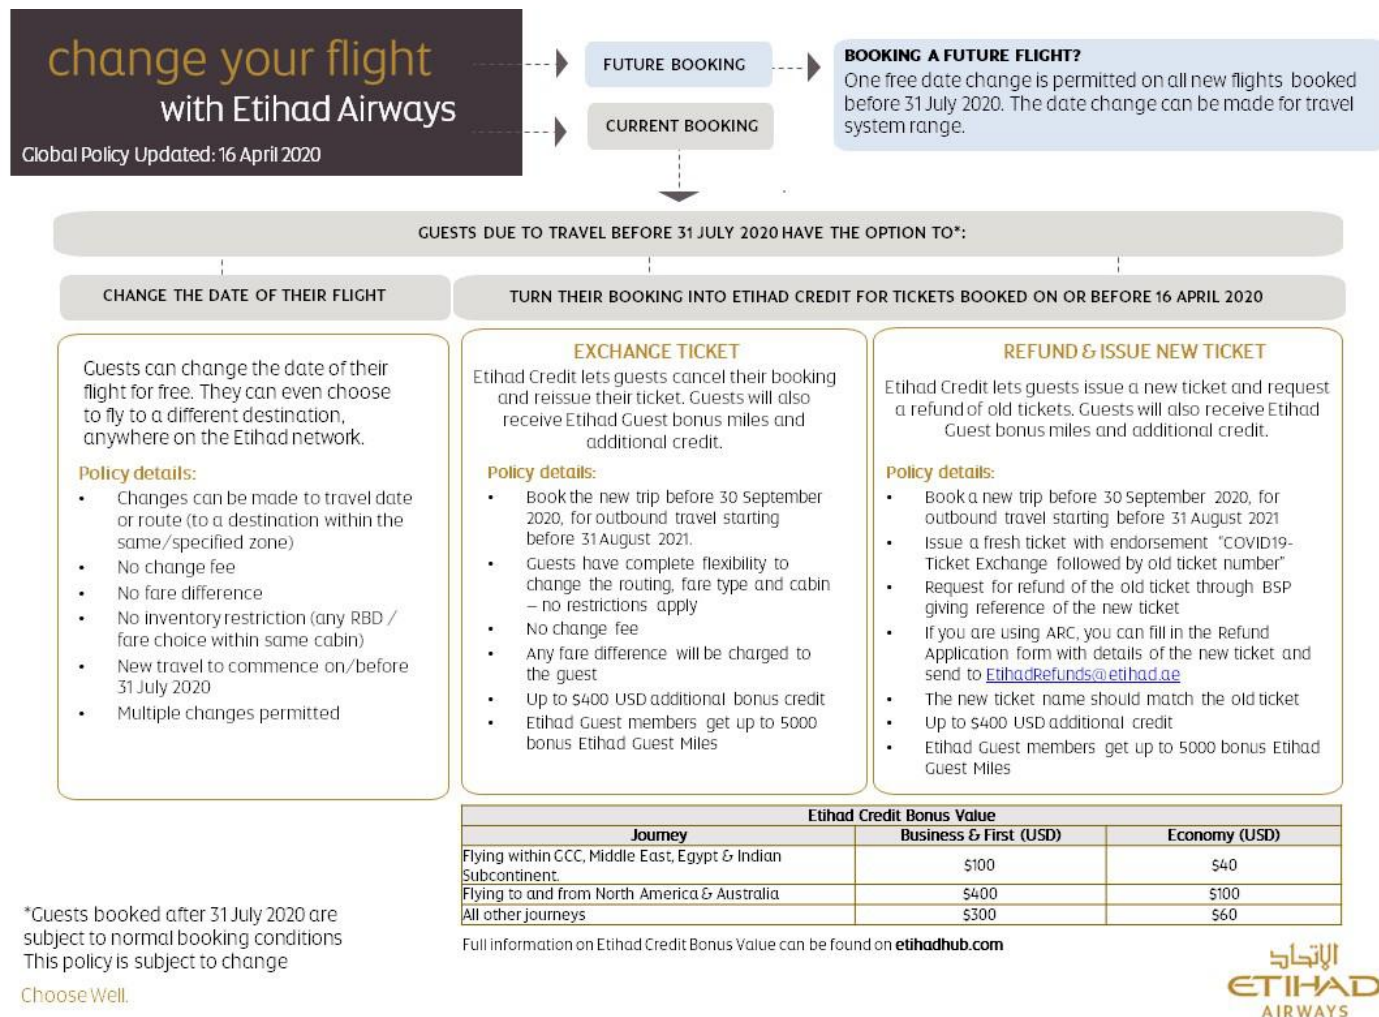 change your flight
with Etihad Airways
Global Policy Updated: 16 April 2020
FUTURE BOOKING
CURRENT BOOKING
BOOKING A FUTURE FLIGHT?
One free date change is permitted on all new flights booked
before 31 July 2020. The date change can be made for travel
system range.
GUESTS DUE TO TRAVEL BEFORE 31 JULY 2020 HAVE THE OPTION TO*:
CHANGE THE DATE OF THEIR FLIGHT
TURN THEIR BOOKING INTO ETIHAD CREDIT FOR TICKETS BOOKED ON OR BEFORE 16 APRIL 2020
Guests can change the date of their
flight for free. They can even choose
to fly to a different destination,
anywhere on the Etihad network.
Policy details:
• Changes can be made to travel date
or route (to a destination within the
same/specified zone)
• No change fee
• No fare difference
• No inventory restriction (any RBD /
fare choice within same cabin)
• New travel to commence on/before
31 July 2020
• Multiple changes permitted
EXCHANGE TICKET
Etihad Credit lets guests cancel their booking
and reissue their ticket. Guests will also
receive Etihad Guest bonus miles and
additional credit.
Policy details:
• Book the new trip before 30 September
2020, for outbound travel starting
before 31 August 2021.
• Guests have complete flexibility to
change the routing, fare type and cabin
– no restrictions apply
• No change fee
• Any fare difference will be charged to
the guest
• Up to $400 USD additional bonus credit
• Etihad Guest members get up to 5000
bonus Etihad Guest Miles
REFUND & ISSUE NEW TICKET
Etihad Credit lets guests issue a new ticket and request
a refund of old tickets. Guests will also receive Etihad
Guest bonus miles and additional credit.
Policy details:
• Book a new trip before 30 September 2020, for
outbound travel starting before 31 August 2021
• Issue a fresh ticket with endorsement "COVID19-
Ticket Exchange followed by old ticket number"
• Request for refund of the old ticket through BSP
giving reference of the new ticket
• If you are using ARC, you can fill in the Refund
Application form with details of the new ticket and
send to EtihadRefunds@etihad.ae
• The new ticket name should match the old ticket
• Up to $400 USD additional credit
• Etihad Guest members get up to 5000 bonus Etihad
Guest Miles
Etihad Credit Bonus Value
Journey Business & First (USD) Economy (USD)
Flying within GCC, Middle East, Egypt & Indian
Subcontinent. $100 $40
Flying to and from North America & Australia $400 $100
All other journeys $300 $60
Full information on Etihad Credit Bonus Value can be found on etihadhub.com
*Guests booked after 31 July 2020 are
subject to normal booking conditions
This policy is subject to change
Choose Well.
الإتحاد
ETIHAD
AIRWAYS